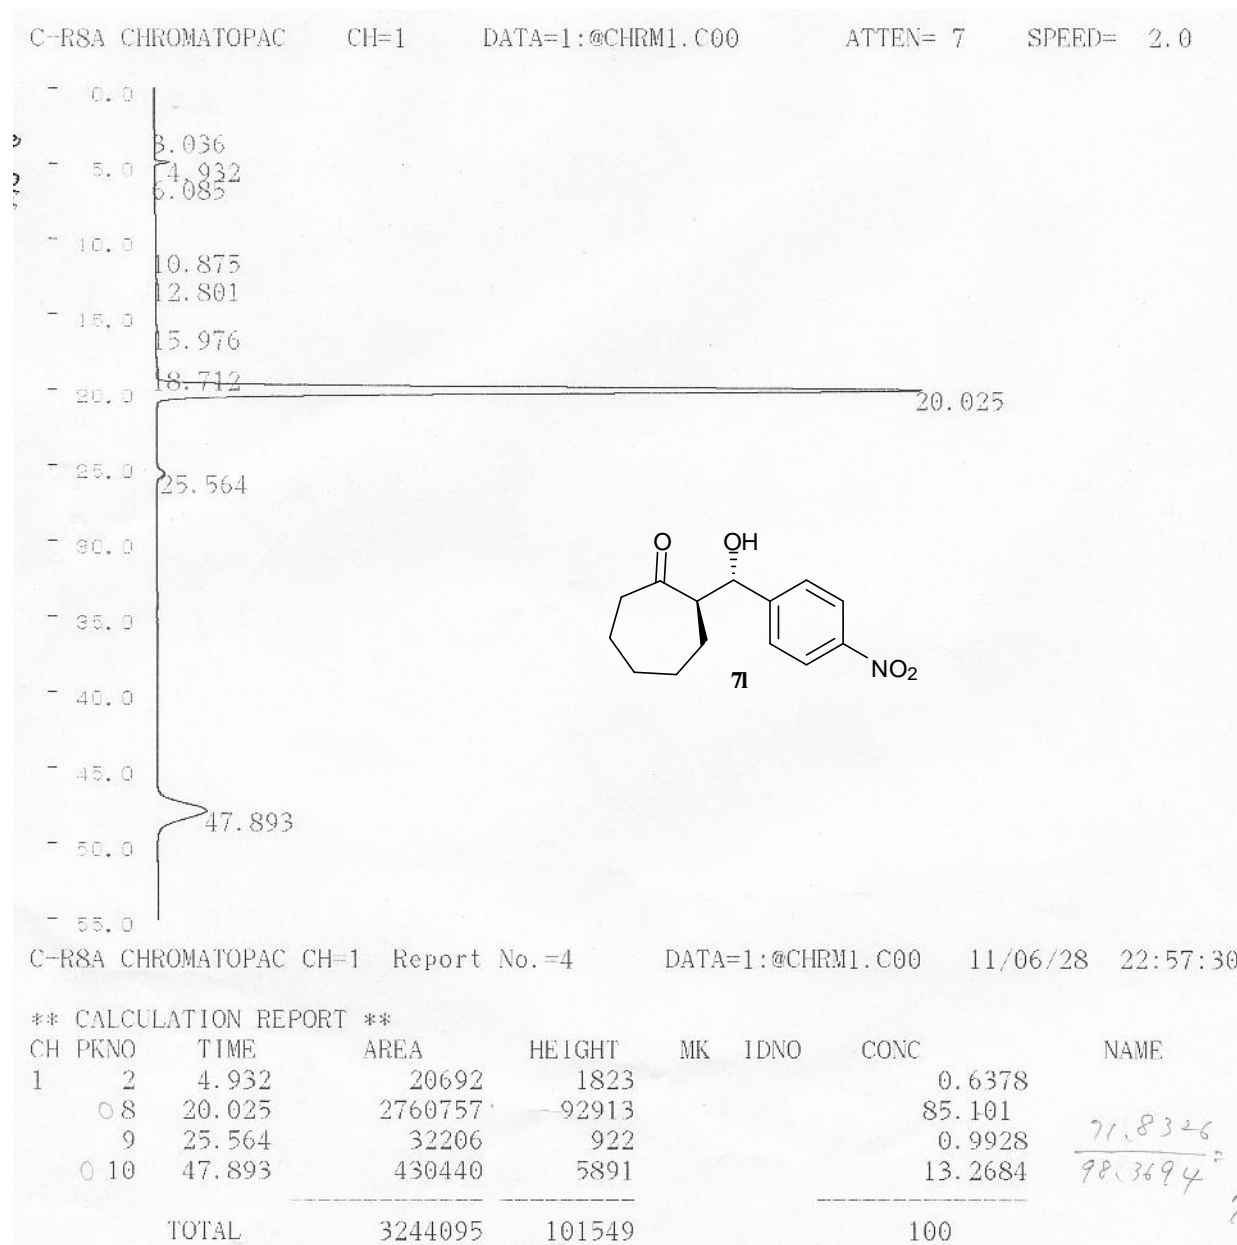 C-R8A CHROMATOPAC CH=1 DATA=1:@CHRM1.C00 ATTEN= 7 SPEED= 2.0
0.0
3.036
5.0 4.932
6.085
10.0
10.875
12.801
15.0
15.976
18.712
20.0 20.025
25.0
25.564
30.0
O OH
35.0
NO2
7l
40.0
45.0
47.893
50.0
55.0
C-R8A CHROMATOPAC CH=1 Report No.=4 DATA=1:@CHRM1.C00 11/06/28 22:57:30
** CALCULATION REPORT **
CH PKNO TIME AREA HEIGHT MK IDNO CONC NAME
1 2 4.932 20692 1823 0.6378
8 20.025 2760757 92913 85.101
9 25.564 32206 922 0.9928
10 47.893 430440 5891 13.2684
71.8326
98.3694 =
TOTAL 3244095 101549 100